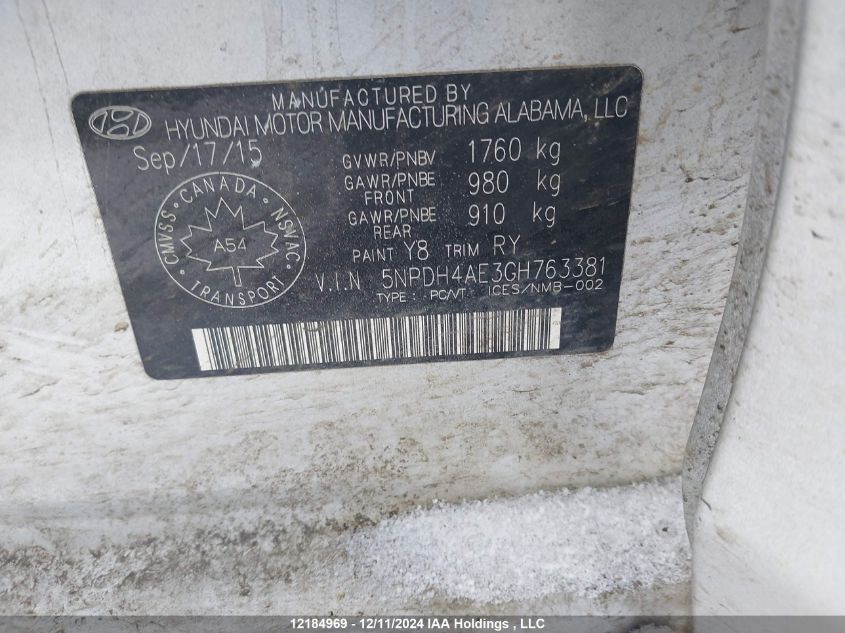 MANUFACTURED BY
HYUNDAI MOTOR MANUFACTURING ALABAMA, LLC
Sep/17/15
GVWR/PNBV 1760 kg
GAWR/PNBE FRONT 980 kg
GAWR/PNBE REAR 910 kg
PAINT Y8 TRIM RY
V.I.N 5NPDH4AE3GH763381
TYPE : PC/VT ICES/NMB-002
CMVSS · CANADA · NSVAC
A54
· TRANSPORT ·
12184969 - 12/11/2024 IAA Holdings , LLC